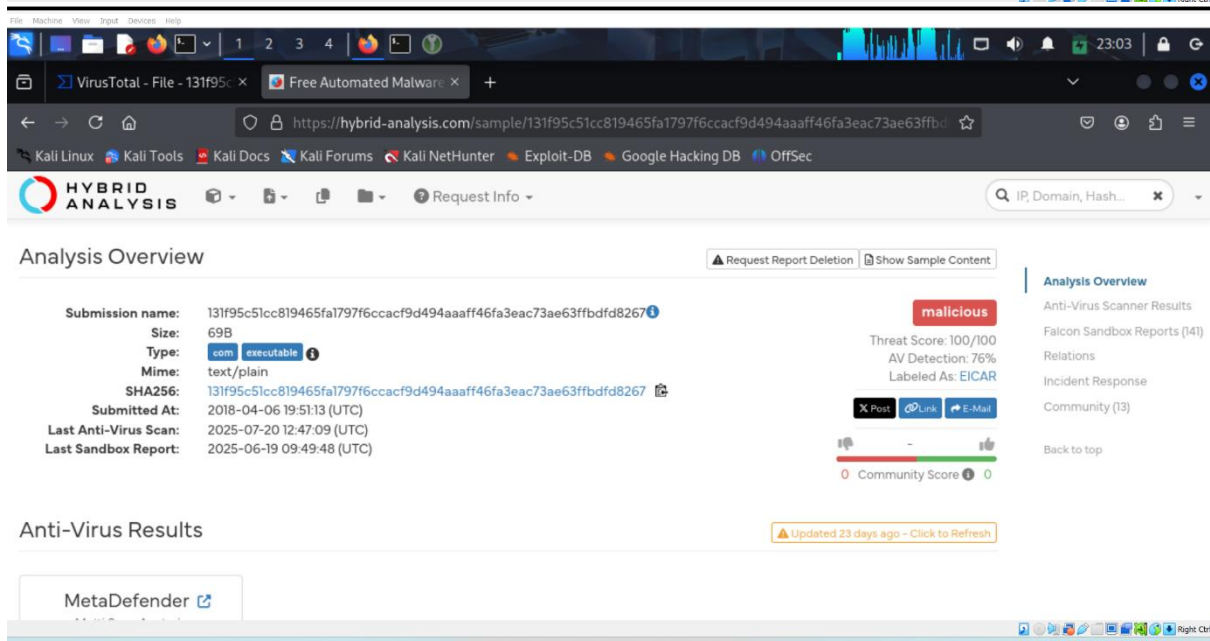 Right Ctrl
File Machine View Input Devices Help
1 2 3 4 23:03
VirusTotal - File - 131f95c Free Automated Malware
https://hybrid-analysis.com/sample/131f95c51cc819465fa1797f6ccacf9d494aaaff46fa3eac73ae63ffbd
Kali Linux Kali Tools Kali Docs Kali Forums Kali NetHunter Exploit-DB Google Hacking DB OffSec
HYBRID ANALYSIS Request Info IP, Domain, Hash...
Analysis Overview Request Report Deletion Show Sample Content
Analysis Overview
Submission name: 131f95c51cc819465fa1797f6ccacf9d494aaaff46fa3eac73ae63ffbdfd8267 malicious Anti-Virus Scanner Results
Size: 69B Falcon Sandbox Reports (141)
Type: com executable Threat Score: 100/100
Mime: text/plain AV Detection: 76% Relations
SHA256: 131f95c51cc819465fa1797f6ccacf9d494aaaff46fa3eac73ae63ffbdfd8267 Labeled As: EICAR Incident Response
Submitted At: 2018-04-06 19:51:13 (UTC) Post Link E-Mail Community (13)
Last Anti-Virus Scan: 2025-07-20 12:47:09 (UTC)
Last Sandbox Report: 2025-06-19 09:49:48 (UTC) - Back to top
0 Community Score 0
Anti-Virus Results Updated 23 days ago - Click to Refresh
MetaDefender
Right Ctrl